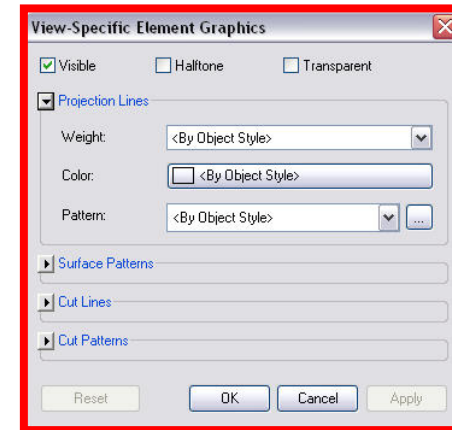 View-Specific Element Graphics
Visible Halftone Transparent
Projection Lines
Weight: <By Object Style>
Color: <By Object Style>
Pattern: <By Object Style> ...
Surface Patterns
Cut Lines
Cut Patterns
Reset OK Cancel Apply